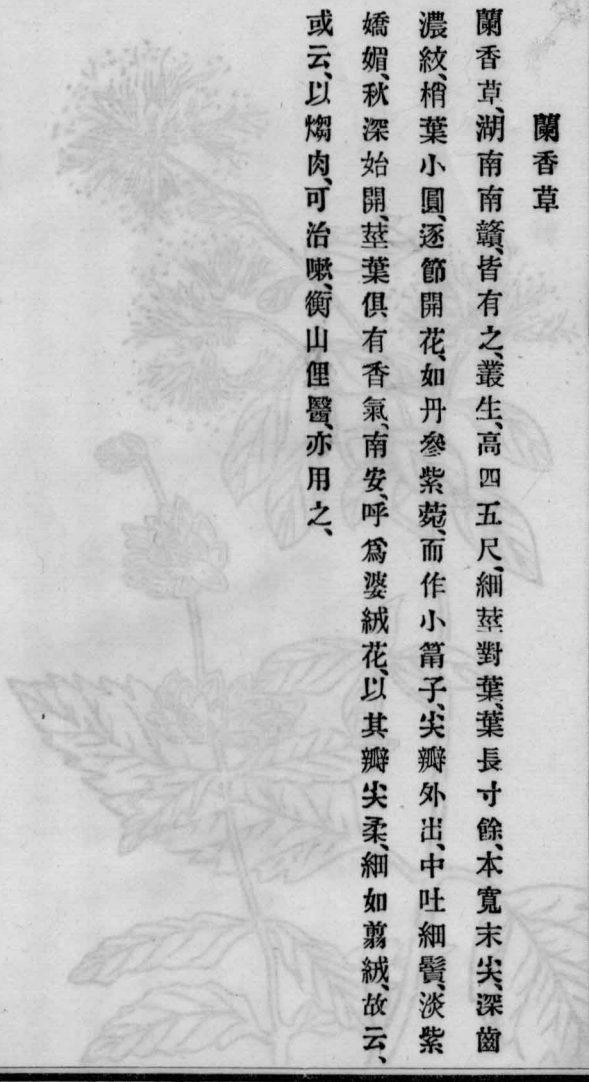 蘭香草
蘭香草、湖南南贛、皆有之、叢生、高四五尺、細莖對葉、葉長寸餘、本寬末尖、深齒
濃紋、梢葉小圓、逐節開花、如丹參紫菀、而作小筩子、尖瓣外出、中吐細鬚、淡紫
嬌媚、秋深始開、莖葉俱有香氣、南安、呼爲婆絨花、以其瓣尖柔、細如翦絨、故云、
或云、以燭肉、可治嗽、衡山俚醫、亦用之、